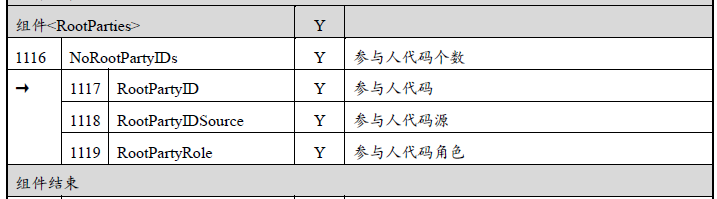 组件<RootParties> Y
1116 NoRootPartyIDs Y 参与人代码个数
→ 1117 RootPartyID Y 参与人代码
1118 RootPartyIDSource Y 参与人代码源
1119 RootPartyRole Y 参与人代码角色
组件结束